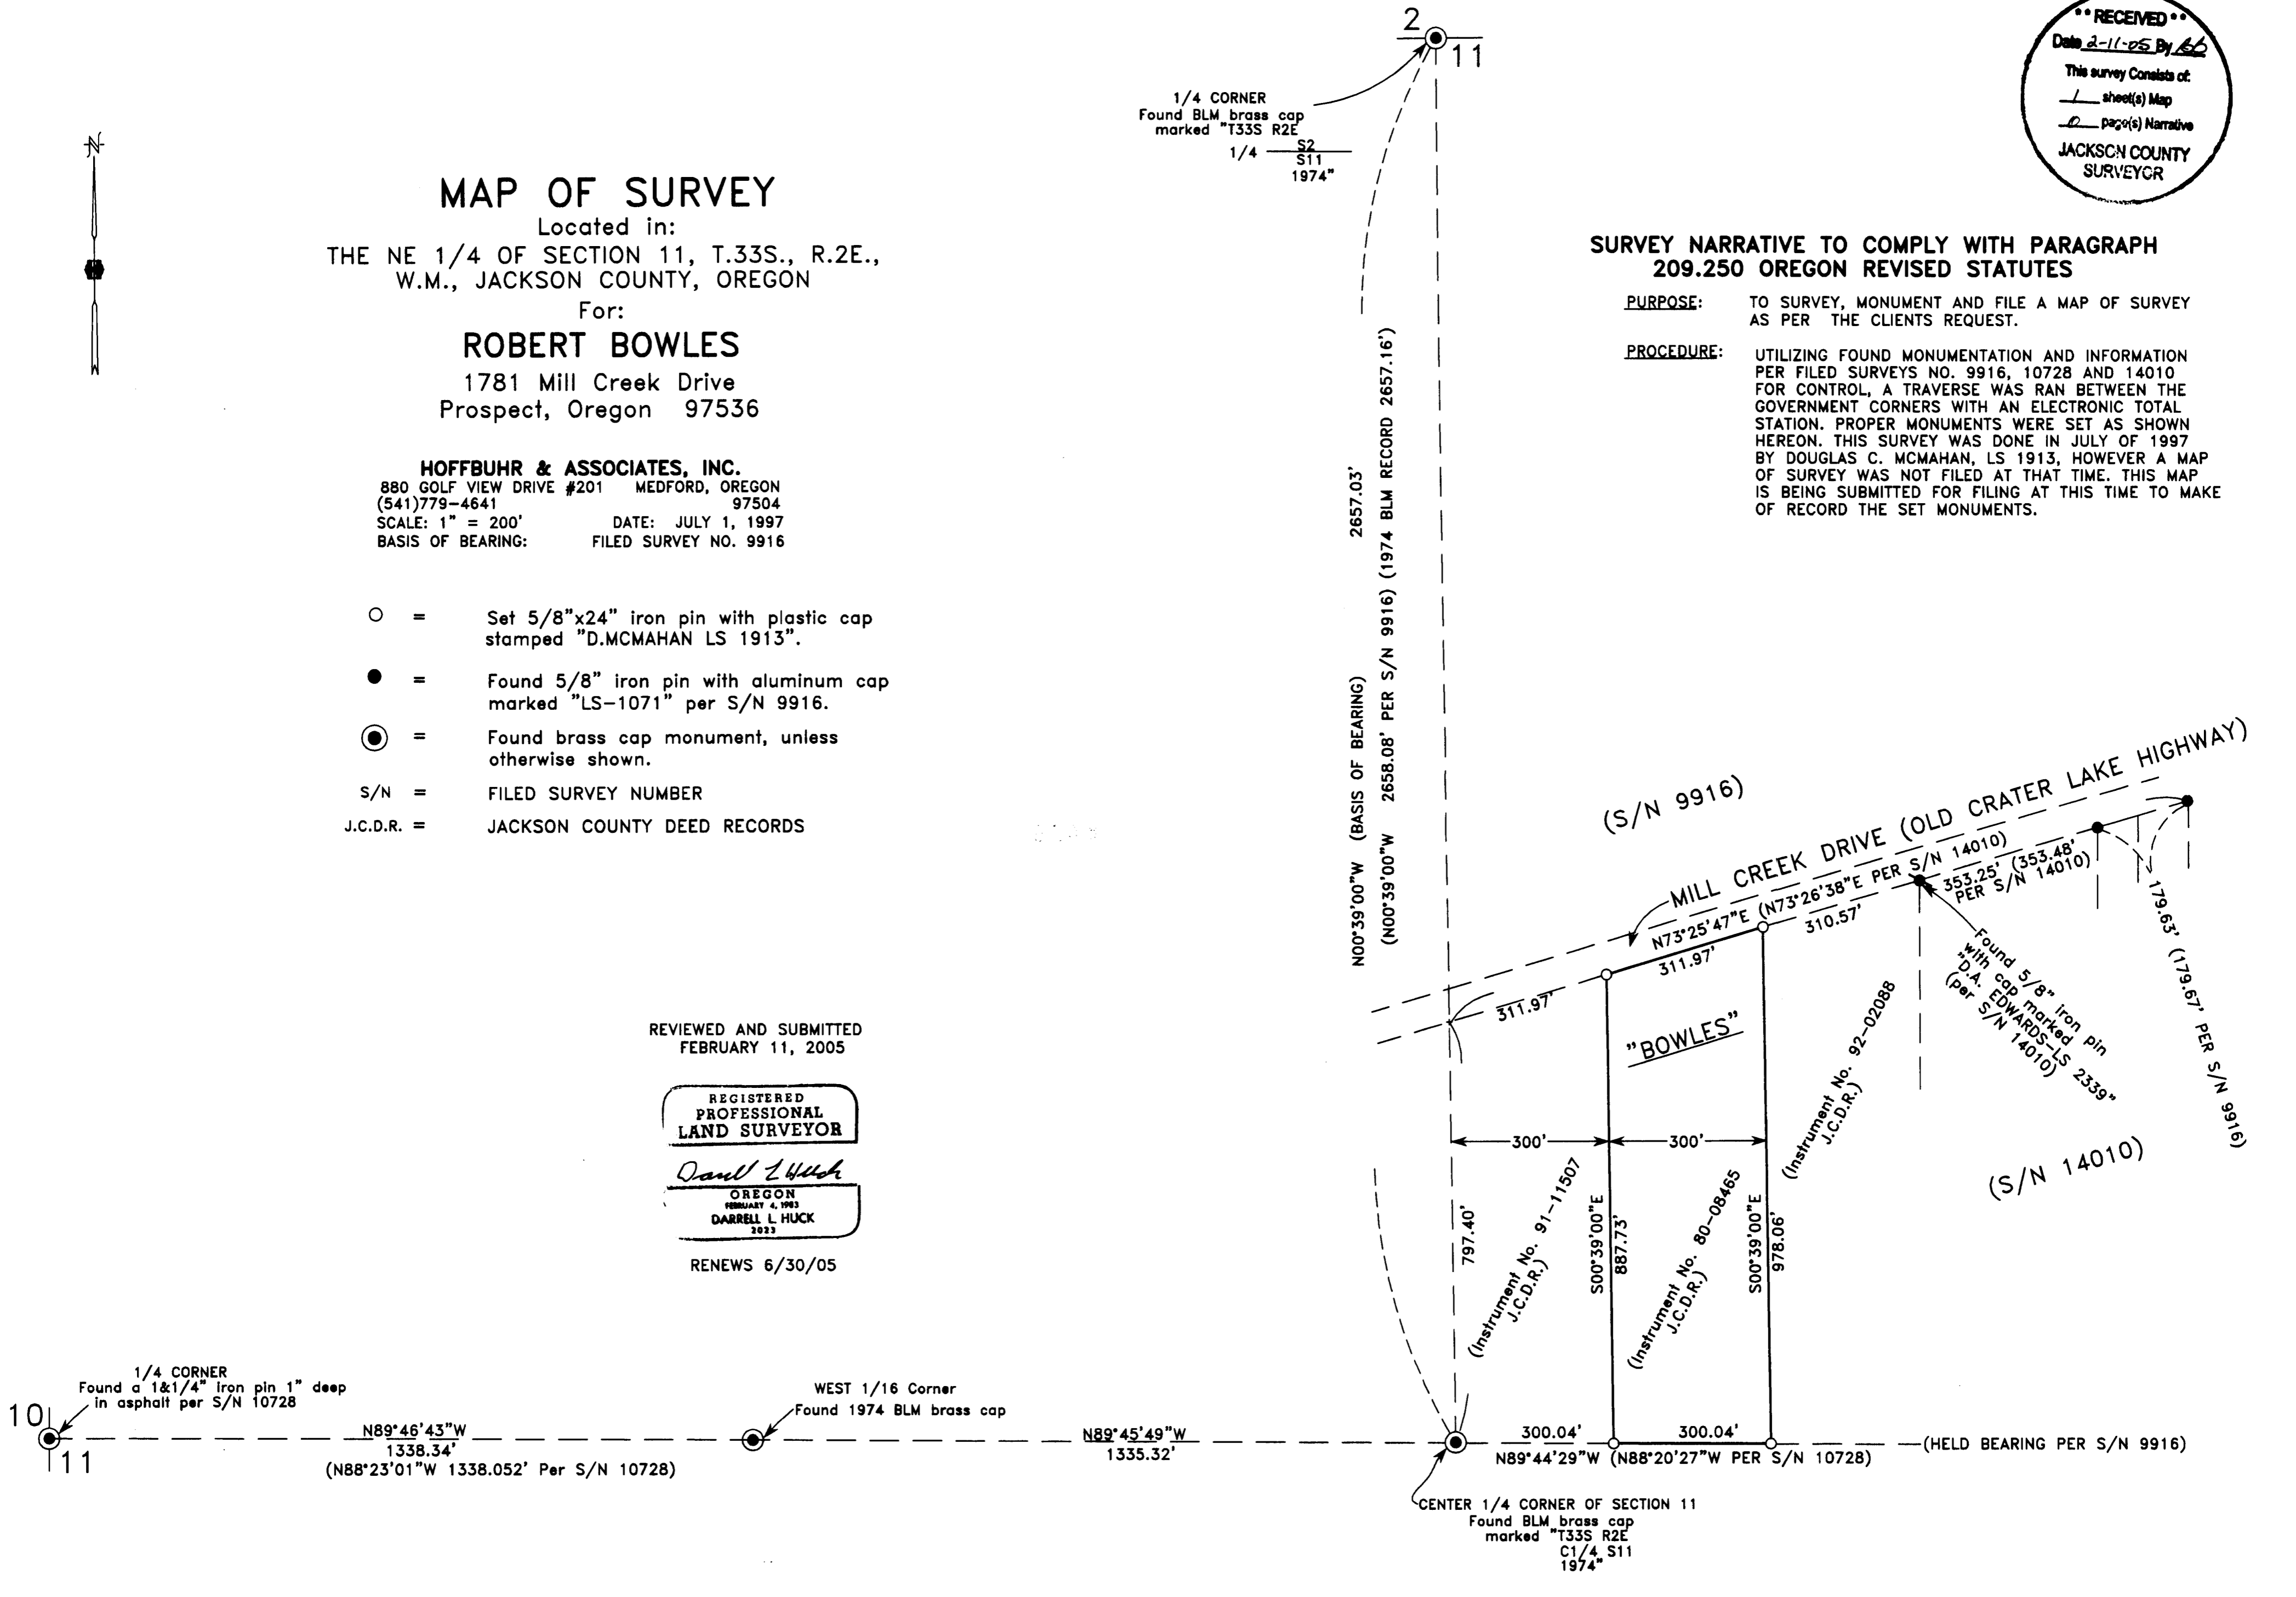 2
11
1/4 CORNER
Found BLM brass cap
marked "T33S R2E
1/4 S2
S11
1974"
** RECEIVED **
Date 2-11-05 By
This survey Consists of:
1 sheet(s) Map
0 page(s) Narrative
JACKSON COUNTY
SURVEYOR
N
MAP OF SURVEY
Located in:
THE NE 1/4 OF SECTION 11, T.33S., R.2E.,
W.M., JACKSON COUNTY, OREGON
For:
ROBERT BOWLES
1781 Mill Creek Drive
Prospect, Oregon 97536
HOFFBUHR & ASSOCIATES, INC.
880 GOLF VIEW DRIVE #201 MEDFORD, OREGON
(541)779-4641 97504
SCALE: 1" = 200' DATE: JULY 1, 1997
BASIS OF BEARING: FILED SURVEY NO. 9916
= Set 5/8"x24" iron pin with plastic cap
stamped "D.MCMAHAN LS 1913".
= Found 5/8" iron pin with aluminum cap
marked "LS-1071" per S/N 9916.
= Found brass cap monument, unless
otherwise shown.
S/N = FILED SURVEY NUMBER
J.C.D.R. = JACKSON COUNTY DEED RECORDS
SURVEY NARRATIVE TO COMPLY WITH PARAGRAPH
209.250 OREGON REVISED STATUTES
PURPOSE: TO SURVEY, MONUMENT AND FILE A MAP OF SURVEY
AS PER THE CLIENTS REQUEST.
PROCEDURE: UTILIZING FOUND MONUMENTATION AND INFORMATION
PER FILED SURVEYS NO. 9916, 10728 AND 14010
FOR CONTROL, A TRAVERSE WAS RAN BETWEEN THE
GOVERNMENT CORNERS WITH AN ELECTRONIC TOTAL
STATION. PROPER MONUMENTS WERE SET AS SHOWN
HEREON. THIS SURVEY WAS DONE IN JULY OF 1997
BY DOUGLAS C. MCMAHAN, LS 1913, HOWEVER A MAP
OF SURVEY WAS NOT FILED AT THAT TIME. THIS MAP
IS BEING SUBMITTED FOR FILING AT THIS TIME TO MAKE
OF RECORD THE SET MONUMENTS.
N00°39'00"W (BASIS OF BEARING) 2657.03'
(N00°39'00"W 2658.08' PER S/N 9916) (1974 BLM RECORD 2657.16')
(S/N 9916)
MILL CREEK DRIVE (OLD CRATER LAKE HIGHWAY)
N73°25'47"E (N73°26'38"E PER S/N 14010)
353.25' (353.48'
PER S/N 14010)
310.57'
311.97'
311.97'
179.63' (179.67' PER S/N 9916)
Found 5/8" iron pin
with cap marked
"D.A. EDWARDS-LS 2339"
(per S/N 14010)
"BOWLES"
(Instrument No. 92-02088
J.C.D.R.)
(S/N 14010)
300'
300'
797.40'
(Instrument No. 91-11507
J.C.D.R.)
S00°39'00"E
887.73'
(Instrument No. 80-08465
J.C.D.R.)
S00°39'00"E
978.06'
REVIEWED AND SUBMITTED
FEBRUARY 11, 2005
REGISTERED
PROFESSIONAL
LAND SURVEYOR
Darrell L Huck
OREGON
FEBRUARY 4, 1983
DARRELL L. HUCK
2023
RENEWS 6/30/05
1/4 CORNER
Found a 1&1/4" iron pin 1" deep
in asphalt per S/N 10728
10
11
N89°46'43"W
1338.34'
(N88°23'01"W 1338.052' Per S/N 10728)
WEST 1/16 Corner
Found 1974 BLM brass cap
N89°45'49"W
1335.32'
300.04'
300.04'
N89°44'29"W (N88°20'27"W PER S/N 10728)
(HELD BEARING PER S/N 9916)
CENTER 1/4 CORNER OF SECTION 11
Found BLM brass cap
marked "T33S R2E
C1/4 S11
1974"